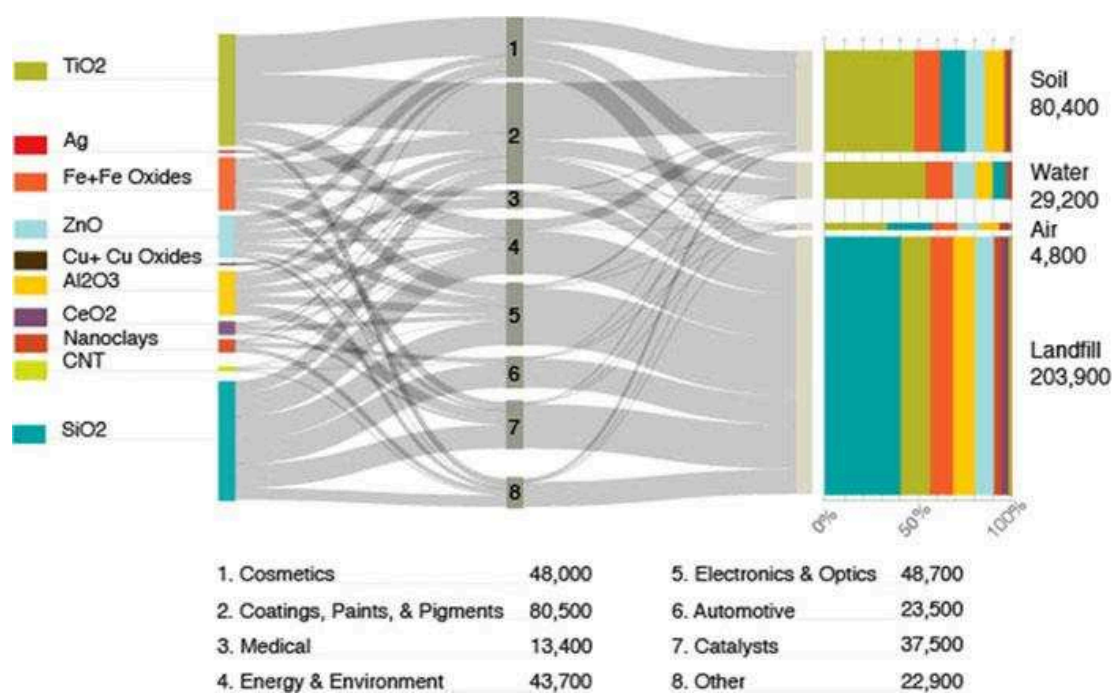 TiO2
Ag
Fe+Fe Oxides
ZnO
Cu+ Cu Oxides
Al2O3
CeO2
Nanoclays
CNT
SiO2
1
2
3
4
5
6
7
8
Soil
80,400
Water
29,200
Air
4,800
Landfill
203,900
0%
50%
100%
1. Cosmetics 48,000
2. Coatings, Paints, & Pigments 80,500
3. Medical 13,400
4. Energy & Environment 43,700
5. Electronics & Optics 48,700
6. Automotive 23,500
7. Catalysts 37,500
8. Other 22,900